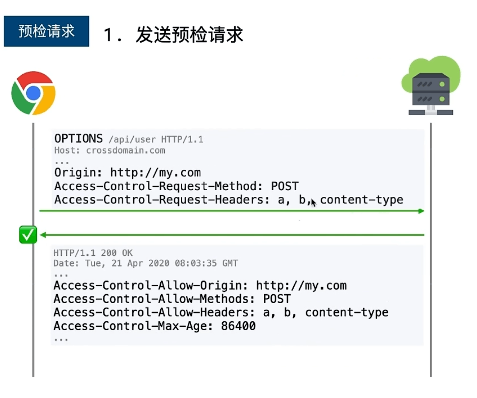 预检请求
1. 发送预检请求
OPTIONS /api/user HTTP/1.1
Host: crossdomain.com
...
Origin: http://my.com
Access-Control-Request-Method: POST
Access-Control-Request-Headers: a, b, content-type
HTTP/1.1 200 OK
Date: Tue, 21 Apr 2020 08:03:35 GMT
...
Access-Control-Allow-Origin: http://my.com
Access-Control-Allow-Methods: POST
Access-Control-Allow-Headers: a, b, content-type
Access-Control-Max-Age: 86400
...